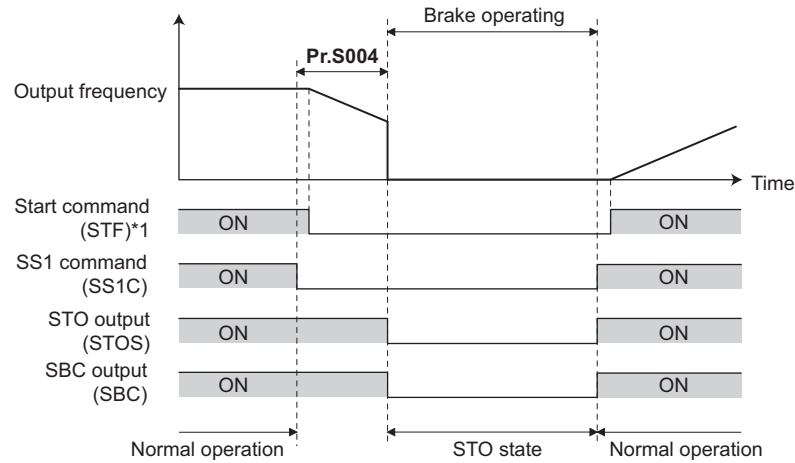 Brake operating
Pr.S004
Output frequency
Time
Start command
(STF)*1
ON
ON
SS1 command
(SS1C)
ON
ON
STO output
(STOS)
ON
ON
SBC output
(SBC)
ON
ON
Normal operation
STO state
Normal operation